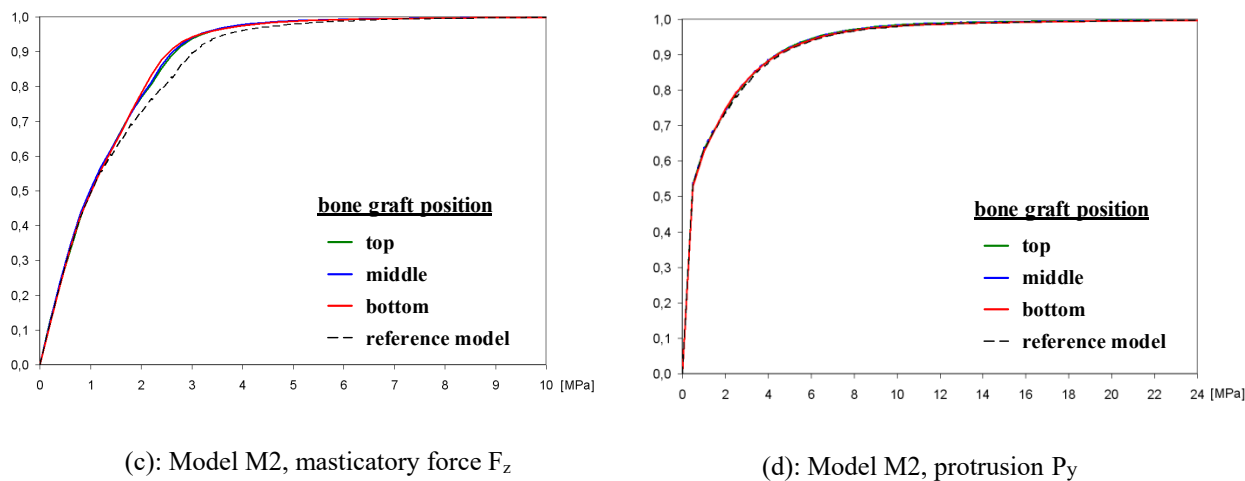 1,0
0,9
0,8
0,7
0,6
0,5
0,4
0,3
0,2
0,1
0,0
0 1 2 3 4 5 6 7 8 9 10 [MPa]
bone graft position
top
middle
bottom
reference model
(c): Model M2, masticatory force Fz
1,0
0,9
0,8
0,7
0,6
0,5
0,4
0,3
0,2
0,1
0,0
0 2 4 6 8 10 12 14 16 18 20 22 24 [MPa]
bone graft position
top
middle
bottom
reference model
(d): Model M2, protrusion Py